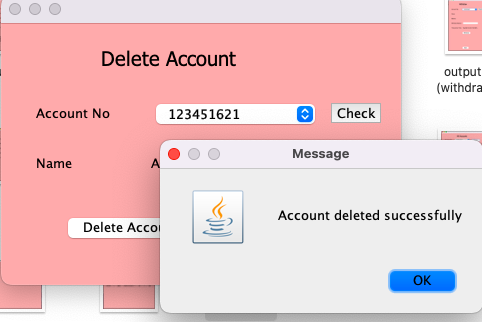 Delete Account
Account No
123451621
Check
Name
Delete Accou
Message
Account deleted successfully
OK
output
(withdra